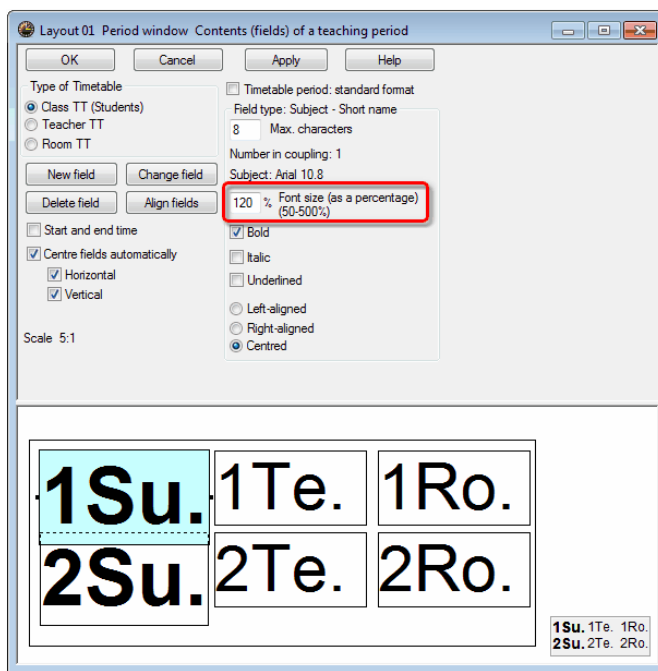 Layout 01 Period window Contents (fields) of a teaching period
OK Cancel Apply Help
Type of Timetable
Class TT (Students)
Teacher TT
Room TT
New field Change field
Delete field Align fields
Start and end time
Centre fields automatically
Horizontal
Vertical
Scale 5:1
Timetable period: standard format
Field type: Subject - Short name
8 Max. characters
Number in coupling: 1
Subject: Arial 10.8
120 % Font size (as a percentage)
(50-500%)
Bold
Italic
Underlined
Left-aligned
Right-aligned
Centred
1Su. 1Te. 1Ro.
2Su. 2Te. 2Ro.
1Su. 1Te. 1Ro.
2Su. 2Te. 2Ro.